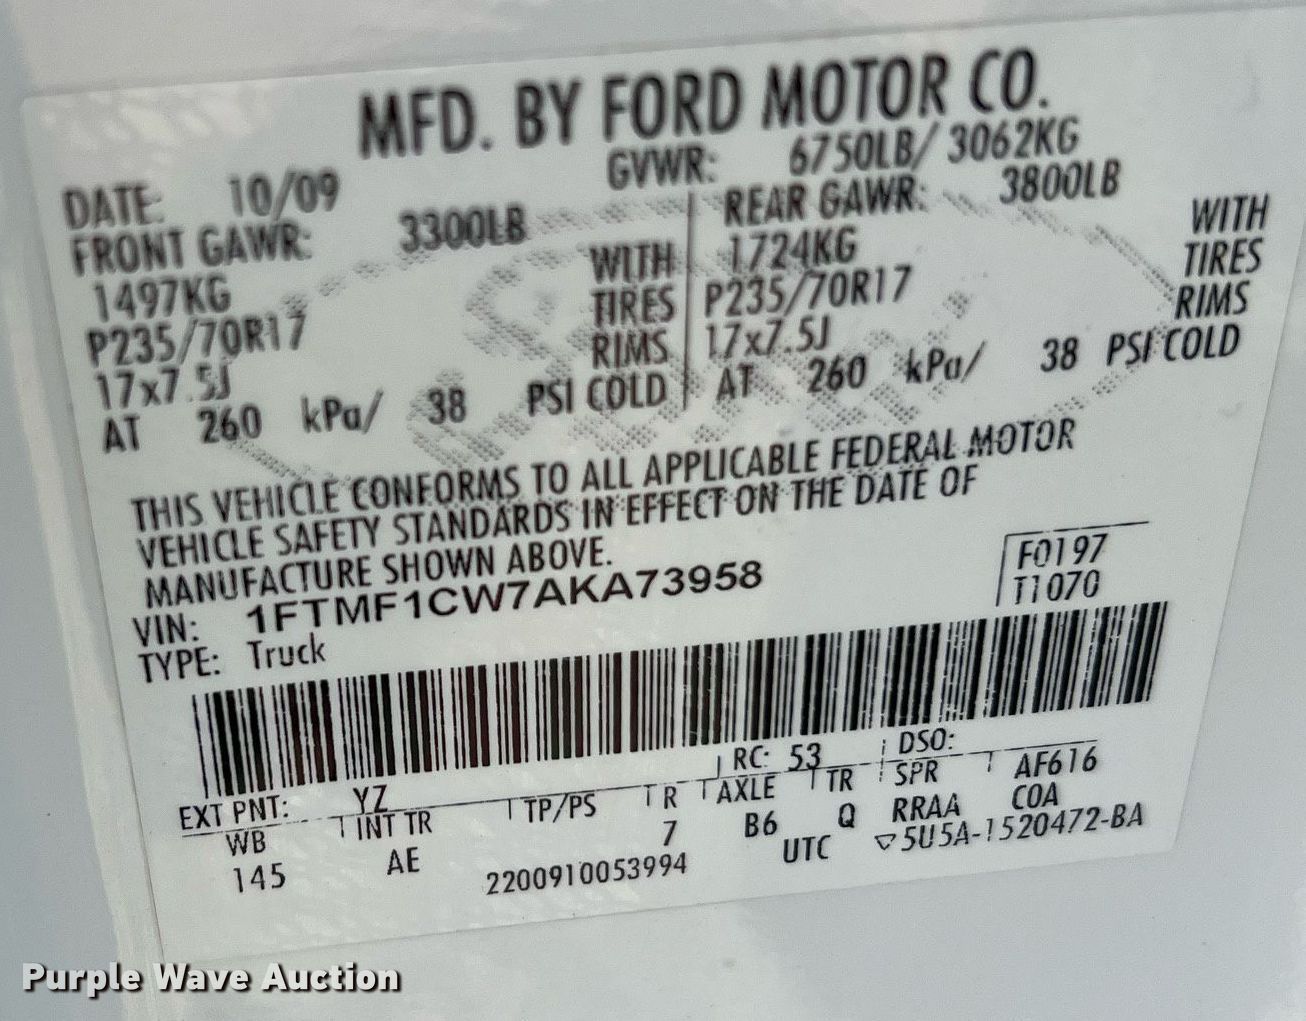 MFD. BY FORD MOTOR CO.
DATE: 10/09 GVWR: 6750LB/ 3062KG
FRONT GAWR: 3300LB REAR GAWR: 3800LB
1497KG WITH 1724KG WITH
P235/70R17 TIRES P235/70R17 TIRES
17x7.5J RIMS 17x7.5J RIMS
AT 260 kPa/ 38 PSI COLD AT 260 kPa/ 38 PSI COLD
THIS VEHICLE CONFORMS TO ALL APPLICABLE FEDERAL MOTOR
VEHICLE SAFETY STANDARDS IN EFFECT ON THE DATE OF
MANUFACTURE SHOWN ABOVE.
VIN: 1FTMF1CW7AKA73958 F0197
TYPE: Truck T1070
EXT PNT: YZ RC: 53 DSO:
WB INT TR TP/PS R AXLE TR SPR AF616
145 AE 7 B6 Q RRAA COA
2200910053994 UTC ▽5U5A-1520472-BA
Purple Wave Auction